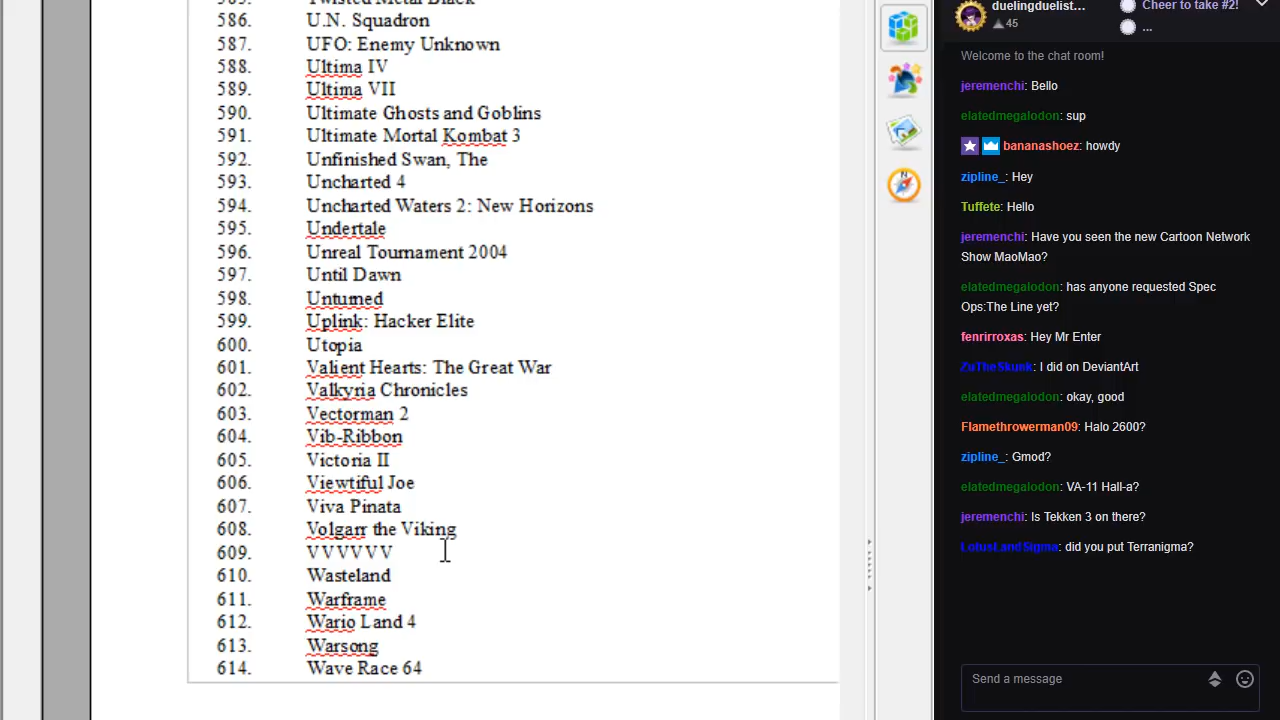 585. Twisted Metal Black
586. U.N. Squadron
587. UFO: Enemy Unknown
588. Ultima IV
589. Ultima VII
590. Ultimate Ghosts and Goblins
591. Ultimate Mortal Kombat 3
592. Unfinished Swan, The
593. Uncharted 4
594. Uncharted Waters 2: New Horizons
595. Undertale
596. Unreal Tournament 2004
597. Until Dawn
598. Unturned
599. Uplink: Hacker Elite
600. Utopia
601. Valient Hearts: The Great War
602. Valkyria Chronicles
603. Vectorman 2
604. Vib-Ribbon
605. Victoria II
606. Viewtiful Joe
607. Viva Pinata
608. Volgarr the Viking
609. VVVVVV
610. Wasteland
611. Warframe
612. Wario Land 4
613. Warsong
614. Wave Race 64
duelingduelist...
45
Cheer to take #2!
...
Welcome to the chat room!
jeremenchi: Bello
elatedmegalodon: sup
bananashoez: howdy
zipline_: Hey
Tuffete: Hello
jeremenchi: Have you seen the new Cartoon Network
Show MaoMao?
elatedmegalodon: has anyone requested Spec
Ops:The Line yet?
fenrirroxas: Hey Mr Enter
ZuTheSkunk: I did on DeviantArt
elatedmegalodon: okay, good
Flamethrowerman09: Halo 2600?
zipline_: Gmod?
elatedmegalodon: VA-11 Hall-a?
jeremenchi: Is Tekken 3 on there?
LotusLandSigma: did you put Terranigma?
Send a message